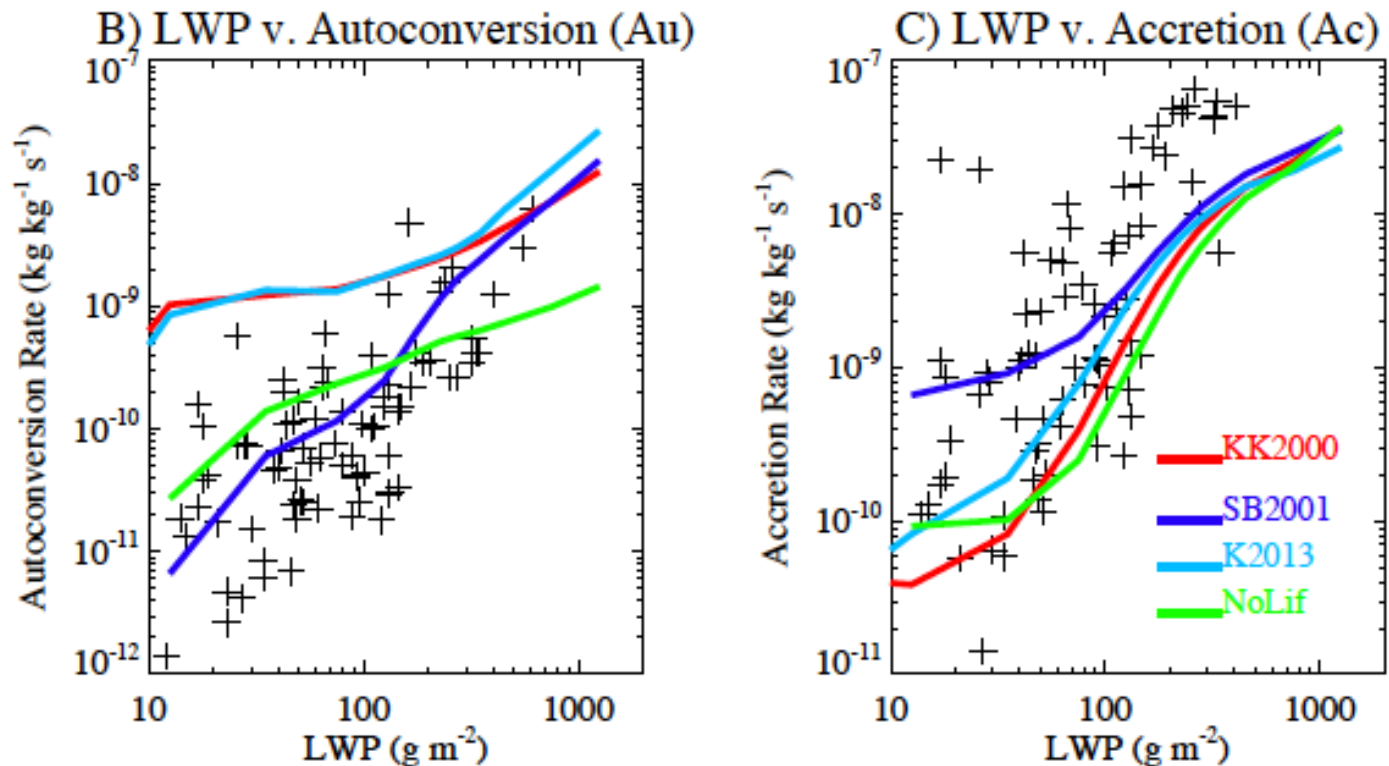 B) LWP v. Autoconversion (Au)
Autoconversion Rate (kg kg⁻¹ s⁻¹)
10⁻⁷
10⁻⁸
10⁻⁹
10⁻¹⁰
10⁻¹¹
10⁻¹²
10 100 1000
LWP (g m⁻²)
C) LWP v. Accretion (Ac)
Accretion Rate (kg kg⁻¹ s⁻¹)
10⁻⁷
10⁻⁸
10⁻⁹
10⁻¹⁰
10⁻¹¹
KK2000
SB2001
K2013
NoLif
10 100 1000
LWP (g m⁻²)